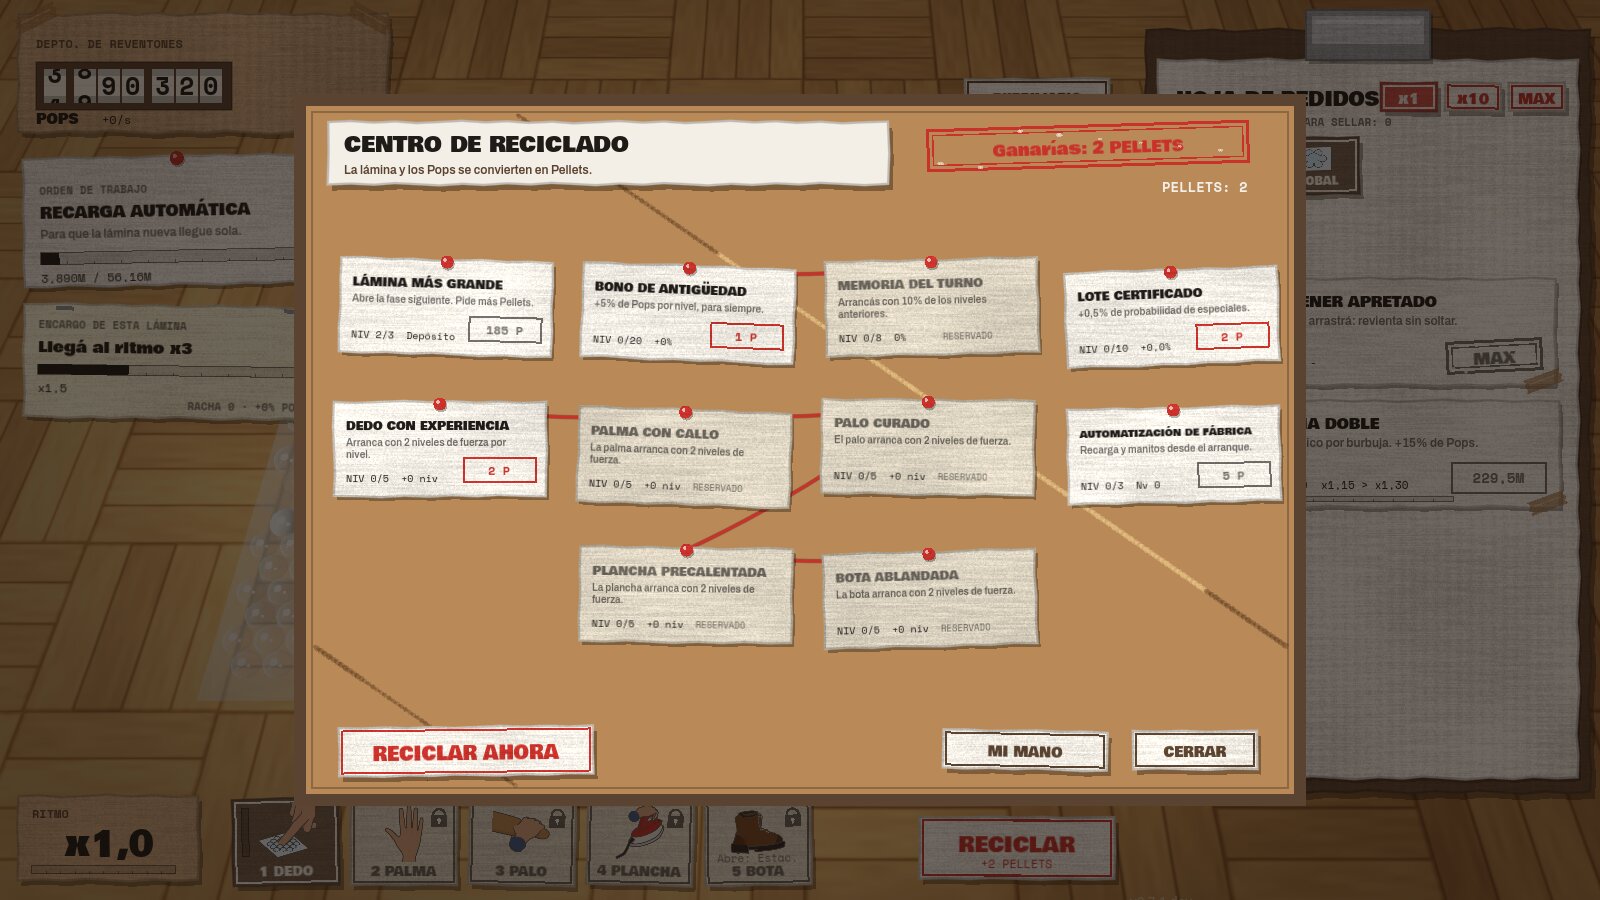 DEPTO. DE REVENTONES
90 320
POPS +0/s
ORDEN DE TRABAJO
RECARGA AUTOMÁTICA
Para que la lámina nueva llegue sola.
3,890M / 56,16M
ENCARGO DE ESTA LÁMINA
Llegá al ritmo x3
x1,5
RACHA 0 · +0% PO
CENTRO DE RECICLADO
La lámina y los Pops se convierten en Pellets.
Ganarías: 2 PELLETS
PELLETS: 2
LÁMINA MÁS GRANDE
Abre la fase siguiente. Pide más Pellets.
NIV 2/3 Depósito 185 P
BONO DE ANTIGÜEDAD
+5% de Pops por nivel, para siempre.
NIV 0/20 +0% 1 P
MEMORIA DEL TURNO
Arrancás con 10% de los niveles
anteriores.
NIV 0/8 0% RESERVADO
LOTE CERTIFICADO
+0,5% de probabilidad de especiales.
NIV 0/10 +0,0% 2 P
DEDO CON EXPERIENCIA
Arranca con 2 niveles de fuerza por
nivel.
NIV 0/5 +0 niv 2 P
PALMA CON CALLO
La palma arranca con 2 niveles de
fuerza.
NIV 0/5 +0 niv RESERVADO
PALO CURADO
El palo arranca con 2 niveles de fuerza.
NIV 0/5 +0 niv RESERVADO
AUTOMATIZACIÓN DE FÁBRICA
Recarga y manitos desde el arranque.
NIV 0/3 Nv 0 5 P
PLANCHA PRECALENTADA
La plancha arranca con 2 niveles de
fuerza.
NIV 0/5 +0 niv RESERVADO
BOTA ABLANDADA
La bota arranca con 2 niveles de fuerza.
NIV 0/5 +0 niv RESERVADO
RECICLAR AHORA
MI MANO
CERRAR
PEDIDOS x1 x10 MAX
ARA SELLAR: 0
OBAL
ENER APRETADO
arrastrá: revienta sin soltar.
MAX
A DOBLE
ico por burbuja. +15% de Pops.
x1,15 > x1,30 229,5M
RITMO
x1,0
1 DEDO
2 PALMA
3 PALO
4 PLANCHA
Abre: Estac.
5 BOTA
RECICLAR
+2 PELLETS